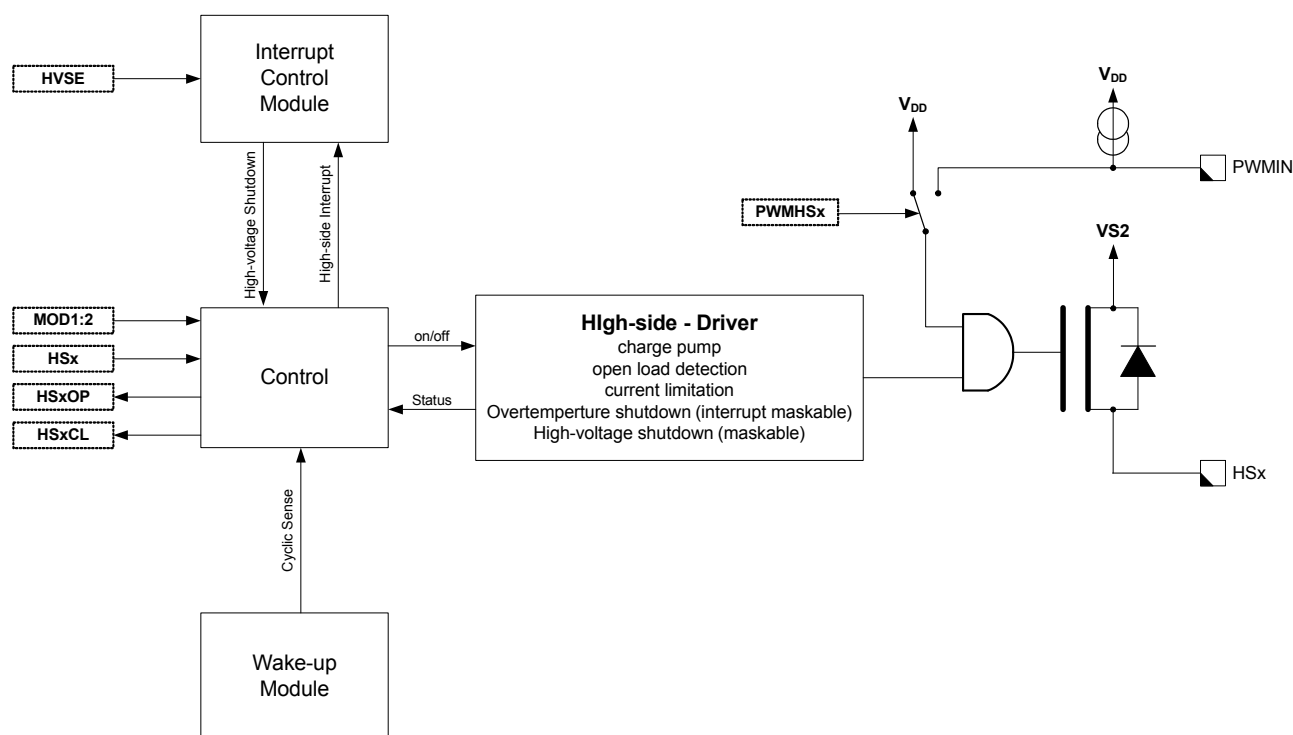 Interrupt
Control
Module
HVSE
High-voltage Shutdown
High-side Interrupt
VDD
VDD
PWMIN
PWMHSx
VS2
MOD1:2
HSx
HSxOP
HSxCL
Control
on/off
Status
HIgh-side - Driver
charge pump
open load detection
current limitation
Overtemperture shutdown (interrupt maskable)
High-voltage shutdown (maskable)
HSx
Cyclic Sense
Wake-up
Module